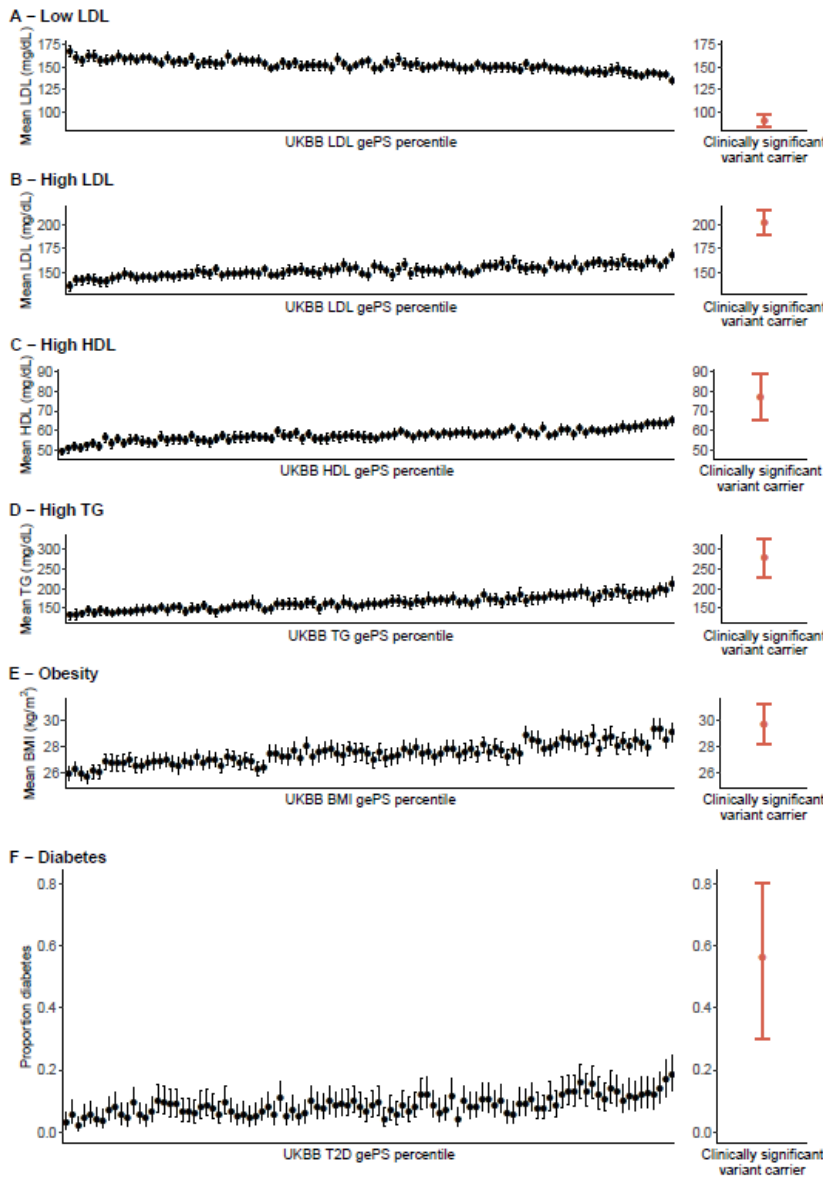 A – Low LDL
Mean LDL (mg/dL)
175
150
125
100
UKBB LDL gePS percentile
175
150
125
100
Clinically significant
variant carrier
B – High LDL
Mean LDL (mg/dL)
200
175
150
UKBB LDL gePS percentile
200
175
150
Clinically significant
variant carrier
C – High HDL
Mean HDL (mg/dL)
90
80
70
60
50
UKBB HDL gePS percentile
90
80
70
60
50
Clinically significant
variant carrier
D – High TG
Mean TG (mg/dL)
300
250
200
150
UKBB TG gePS percentile
300
250
200
150
Clinically significant
variant carrier
E – Obesity
Mean BMI (kg/m²)
30
28
26
UKBB BMI gePS percentile
30
28
26
Clinically significant
variant carrier
F – Diabetes
Proportion diabetes
0.8
0.6
0.4
0.2
0.0
UKBB T2D gePS percentile
0.8
0.6
0.4
0.2
0.0
Clinically significant
variant carrier